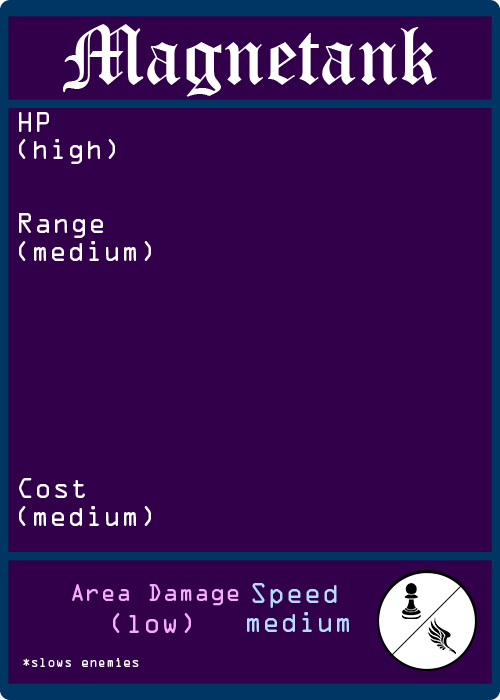 Magnetank
HP
(high)
Range
(medium)
Cost
(medium)
Area Damage
(low)
Speed
medium
*slows enemies